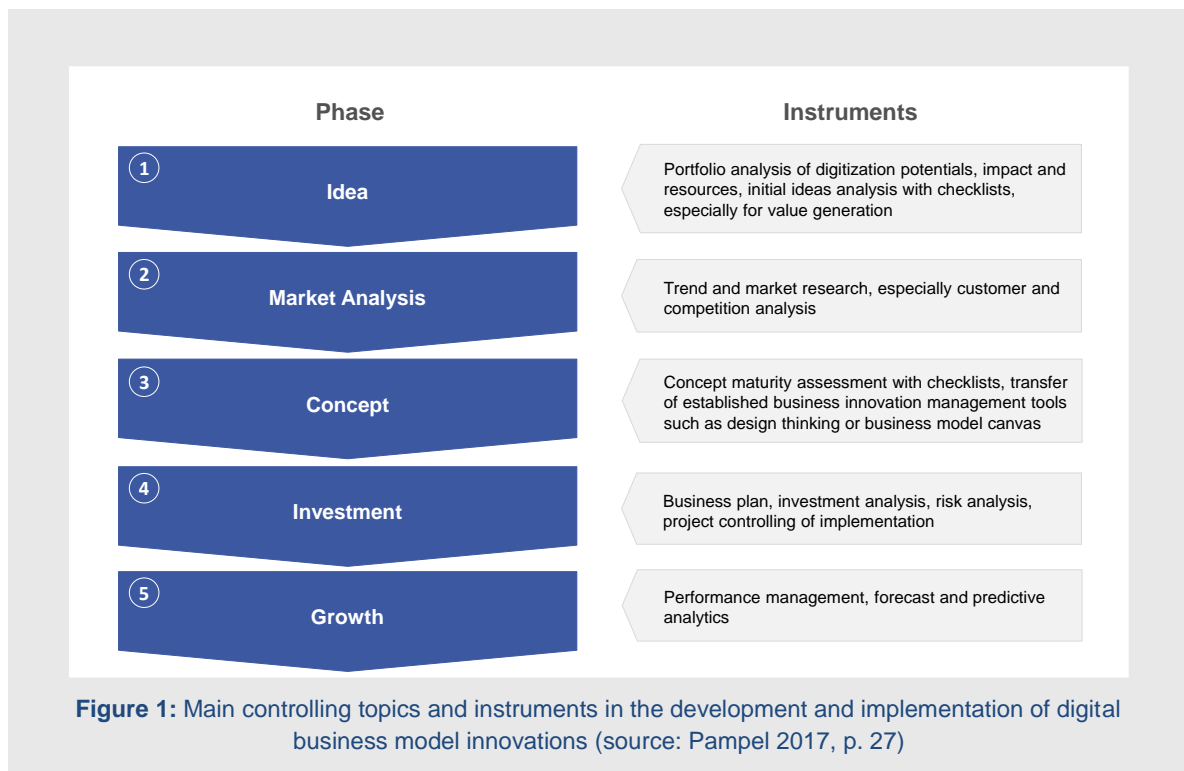 Phase
Instruments
1
Idea
Portfolio analysis of digitization potentials, impact and
resources, initial ideas analysis with checklists,
especially for value generation
2
Market Analysis
Trend and market research, especially customer and
competition analysis
3
Concept
Concept maturity assessment with checklists, transfer
of established business innovation management tools
such as design thinking or business model canvas
4
Investment
Business plan, investment analysis, risk analysis,
project controlling of implementation
5
Growth
Performance management, forecast and predictive
analytics
Figure 1: Main controlling topics and instruments in the development and implementation of digital
business model innovations (source: Pampel 2017, p. 27)